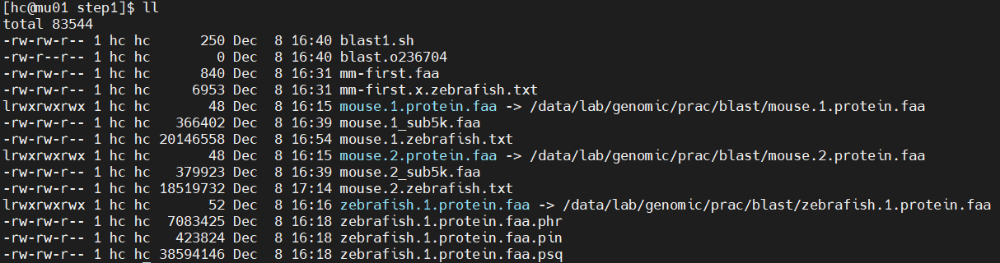 [hc@mu01 step1]$ ll
total 83544
-rw-rw-r-- 1 hc hc      250 Dec  8 16:40 blast1.sh
-rw-r--r-- 1 hc hc        0 Dec  8 16:40 blast.o236704
-rw-rw-r-- 1 hc hc      840 Dec  8 16:31 mm-first.faa
-rw-rw-r-- 1 hc hc     6953 Dec  8 16:31 mm-first.x.zebrafish.txt
lrwxrwxrwx 1 hc hc       48 Dec  8 16:15 mouse.1.protein.faa -> /data/lab/genomic/prac/blast/mouse.1.protein.faa
-rw-rw-r-- 1 hc hc   366402 Dec  8 16:39 mouse.1_sub5k.faa
-rw-rw-r-- 1 hc hc 20146558 Dec  8 16:54 mouse.1.zebrafish.txt
lrwxrwxrwx 1 hc hc       48 Dec  8 16:15 mouse.2.protein.faa -> /data/lab/genomic/prac/blast/mouse.2.protein.faa
-rw-rw-r-- 1 hc hc   379923 Dec  8 16:39 mouse.2_sub5k.faa
-rw-rw-r-- 1 hc hc 18519732 Dec  8 17:14 mouse.2.zebrafish.txt
lrwxrwxrwx 1 hc hc       52 Dec  8 16:16 zebrafish.1.protein.faa -> /data/lab/genomic/prac/blast/zebrafish.1.protein.faa
-rw-rw-r-- 1 hc hc  7083425 Dec  8 16:18 zebrafish.1.protein.faa.phr
-rw-rw-r-- 1 hc hc   423824 Dec  8 16:18 zebrafish.1.protein.faa.pin
-rw-rw-r-- 1 hc hc 38594146 Dec  8 16:18 zebrafish.1.protein.faa.psq